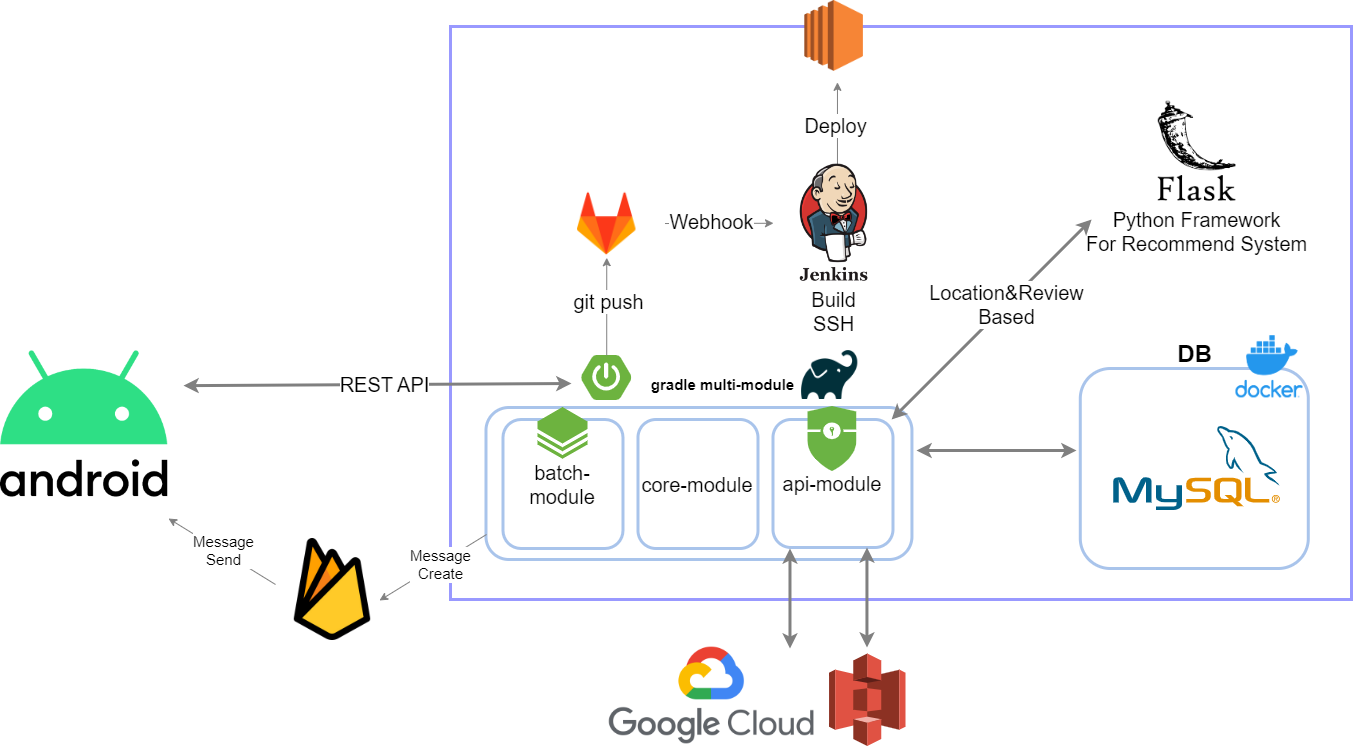 Deploy
Flask
Python Framework
For Recommend System
Webhook
Jenkins
Build
SSH
git push
Location&Review
Based
REST API
gradle multi-module
DB
docker
android
batch-
module
core-module
api-module
MySQL®
Message
Send
Message
Create
Google Cloud